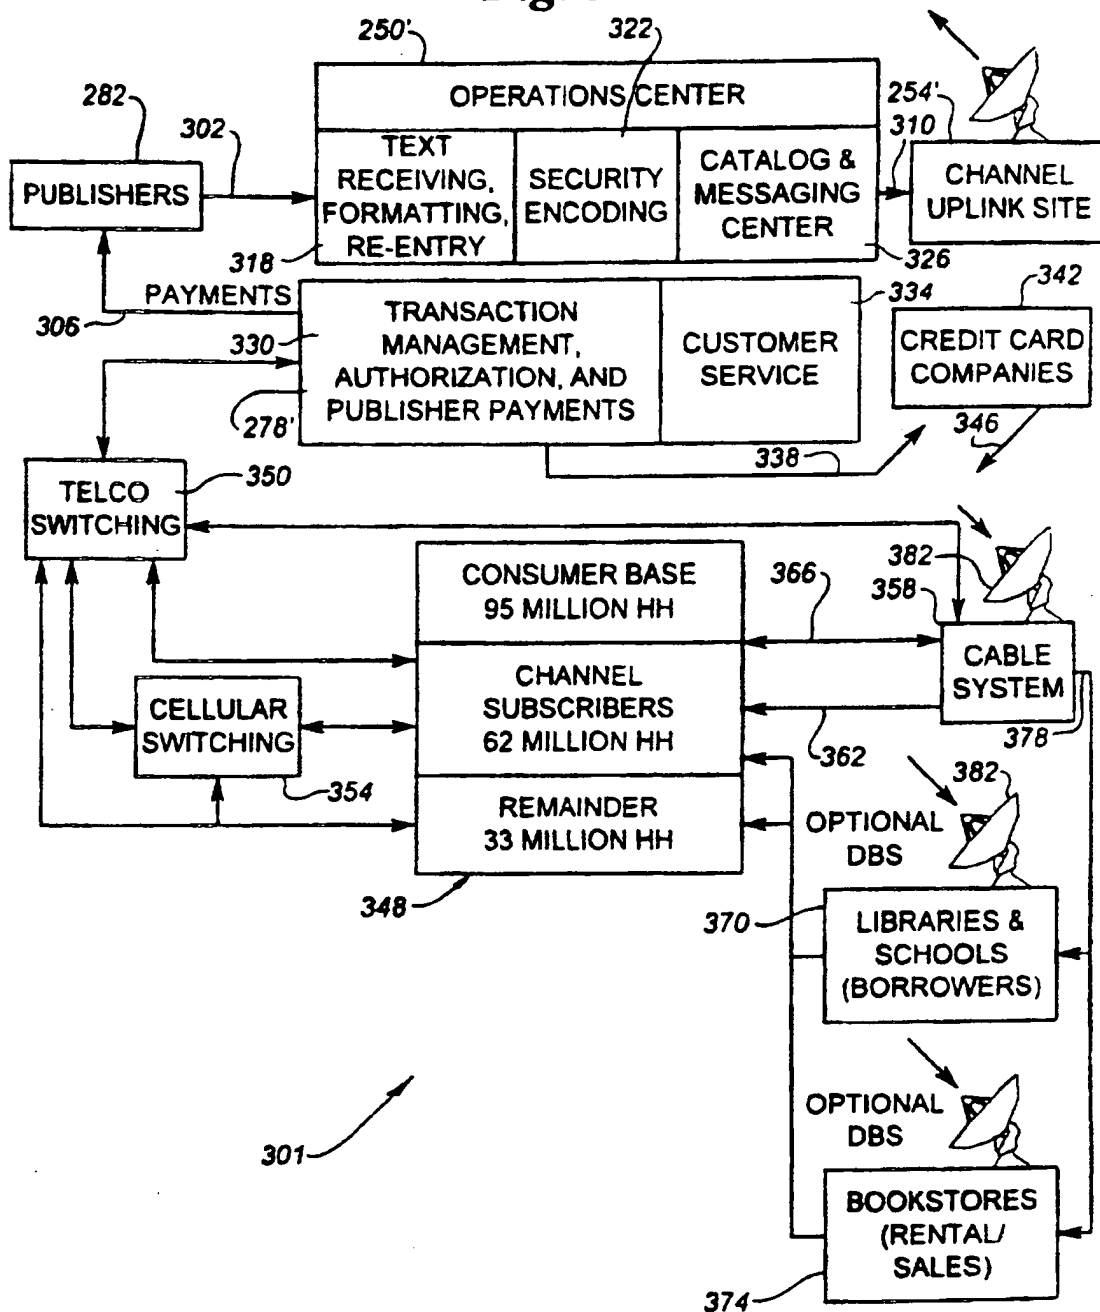 250'
322
OPERATIONS CENTER
282
302
254'
310
PUBLISHERS
TEXT
RECEIVING,
FORMATTING,
RE-ENTRY
318
SECURITY
ENCODING
CATALOG &
MESSAGING
CENTER
326
CHANNEL
UPLINK SITE
PAYMENTS
306
330
TRANSACTION
MANAGEMENT,
AUTHORIZATION, AND
PUBLISHER PAYMENTS
278'
334
CUSTOMER
SERVICE
342
CREDIT CARD
COMPANIES
346
338
TELCO
SWITCHING
350
CONSUMER BASE
95 MILLION HH
366
382
358
CABLE
SYSTEM
CHANNEL
SUBSCRIBERS
62 MILLION HH
CELLULAR
SWITCHING
362
378
354
REMAINDER
33 MILLION HH
348
OPTIONAL
DBS
382
370
LIBRARIES &
SCHOOLS
(BORROWERS)
301
OPTIONAL
DBS
BOOKSTORES
(RENTAL/
SALES)
374